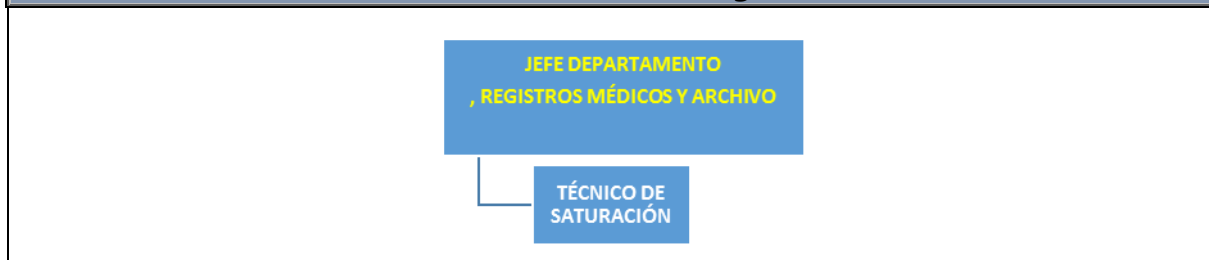 JEFE DEPARTAMENTO
, REGISTROS MÉDICOS Y ARCHIVO
TÉCNICO DE
SATURACIÓN